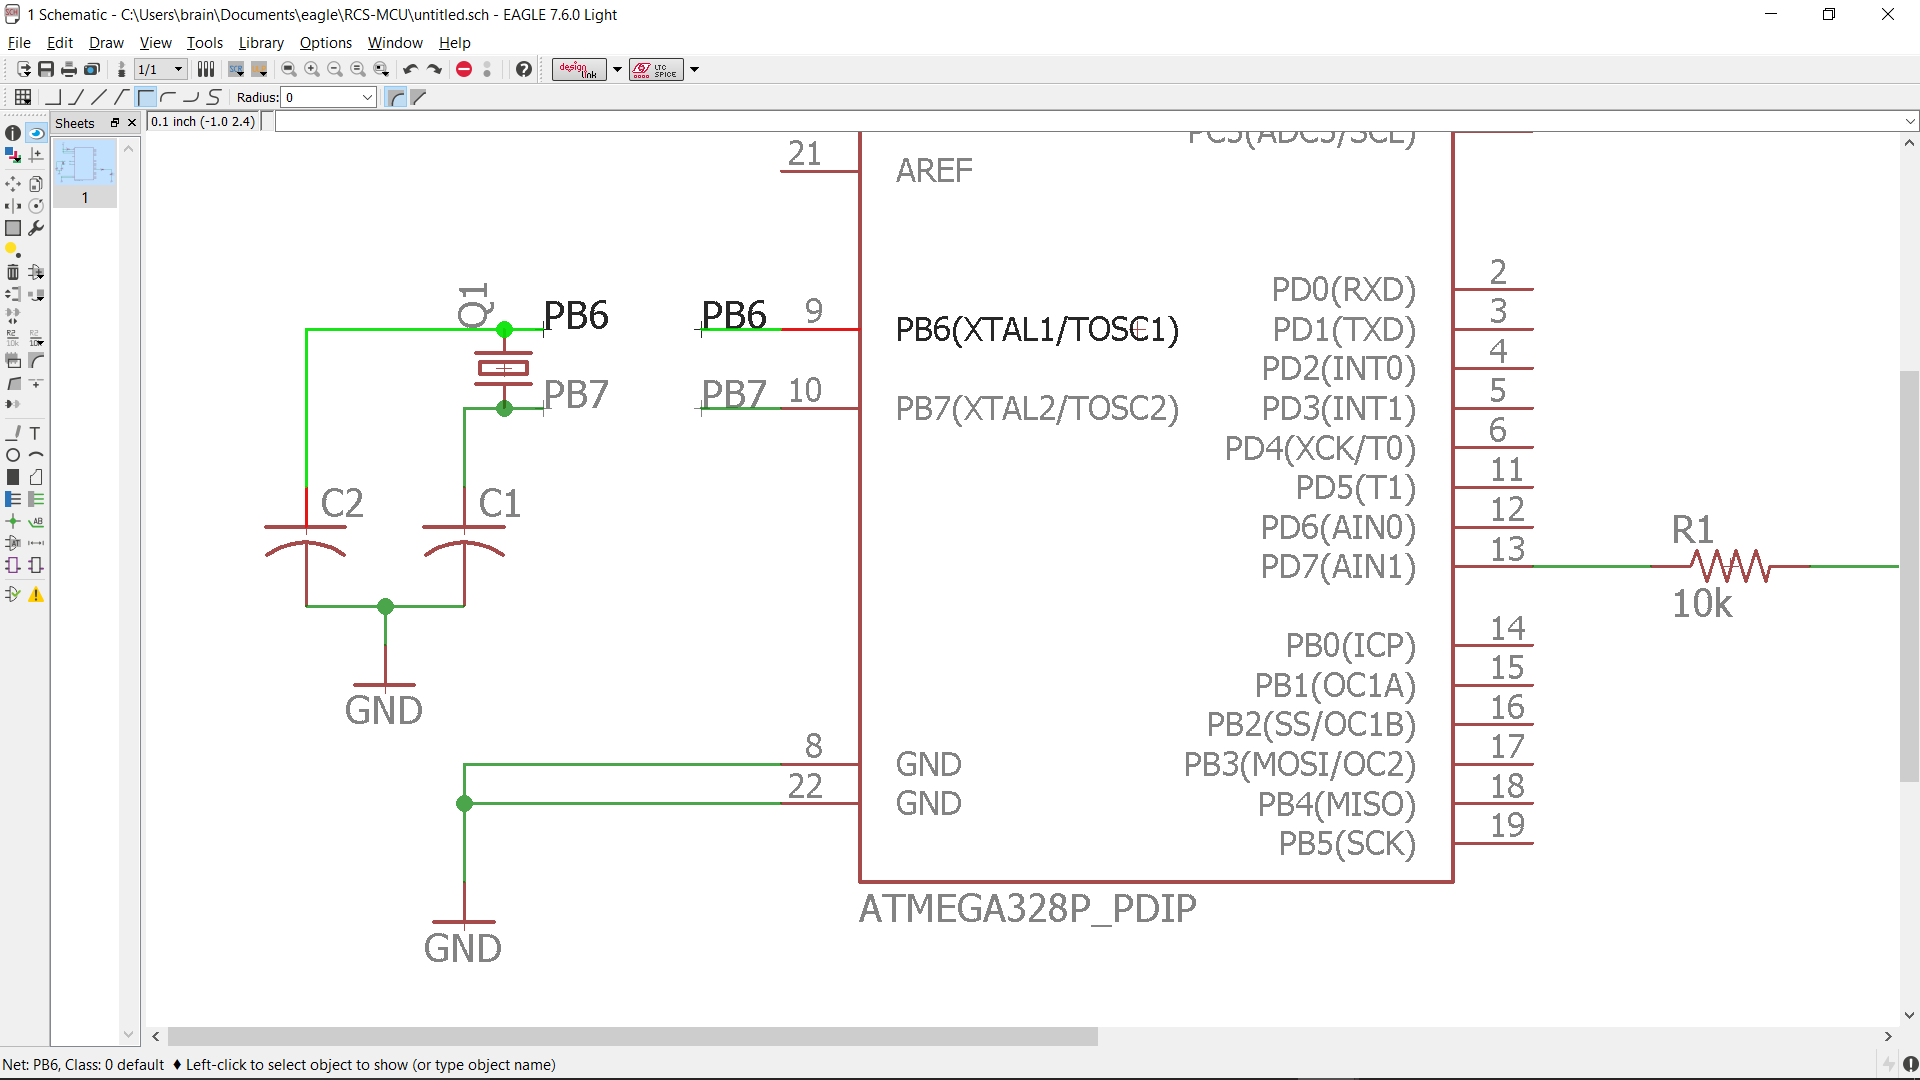 1 Schematic - C:\Users\brain\Documents\eagle\RCS-MCU\untitled.sch - EAGLE 7.6.0 Light
File Edit Draw View Tools Library Options Window Help
1/1
design link
LTC SPICE
Radius: 0
Sheets
0.1 inch (-1.0 2.4)
1
PC5(ADC5/SCL)
21
AREF
Q1
PB6
PB6
9
PB6(XTAL1/TOSC1)
PB7
PB7
10
PB7(XTAL2/TOSC2)
PD0(RXD) 2
PD1(TXD) 3
PD2(INT0) 4
PD3(INT1) 5
PD4(XCK/T0) 6
PD5(T1) 11
PD6(AIN0) 12
PD7(AIN1) 13
C2
C1
R1
10k
GND
PB0(ICP) 14
PB1(OC1A) 15
PB2(SS/OC1B) 16
PB3(MOSI/OC2) 17
PB4(MISO) 18
PB5(SCK) 19
8
GND
22
GND
GND
ATMEGA328P_PDIP
Net: PB6, Class: 0 default ♦ Left-click to select object to show (or type object name)